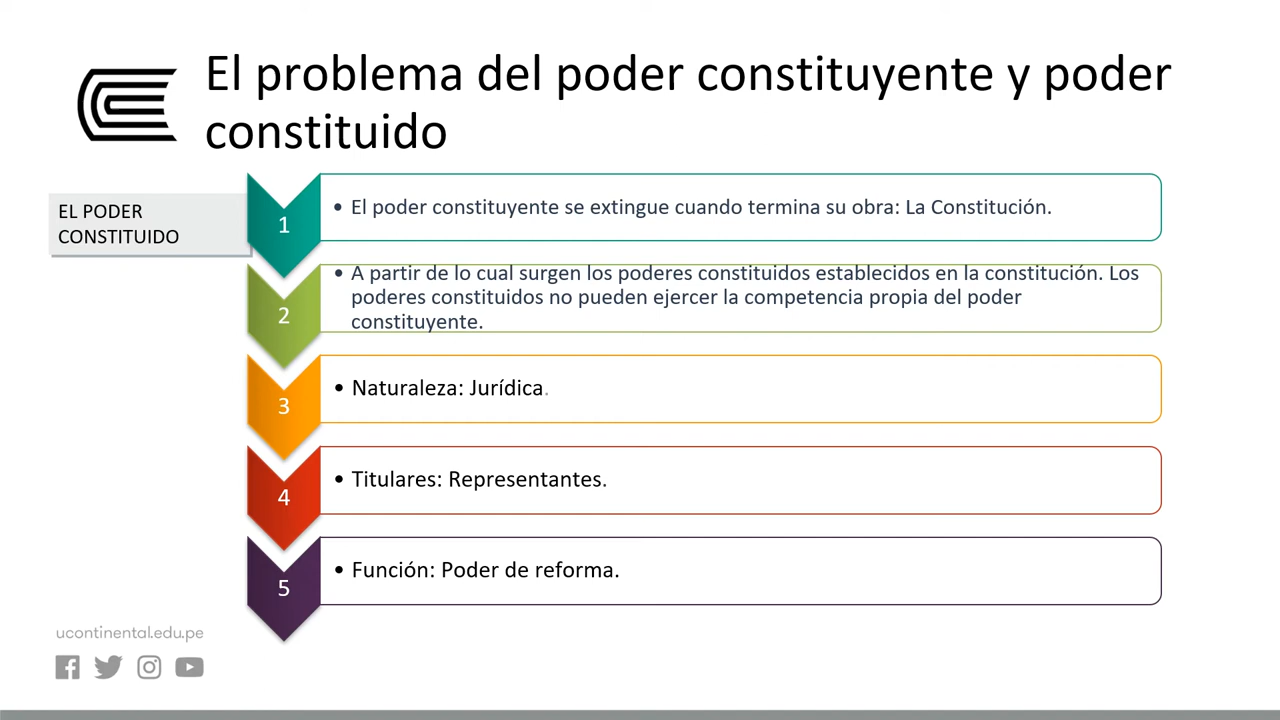 El problema del poder constituyente y poder
constituido
EL PODER
CONSTITUIDO
1
• El poder constituyente se extingue cuando termina su obra: La Constitución.
2
• A partir de lo cual surgen los poderes constituidos establecidos en la constitución. Los
poderes constituidos no pueden ejercer la competencia propia del poder
constituyente.
3
• Naturaleza: Jurídica.
4
• Titulares: Representantes.
5
• Función: Poder de reforma.
ucontinental.edu.pe